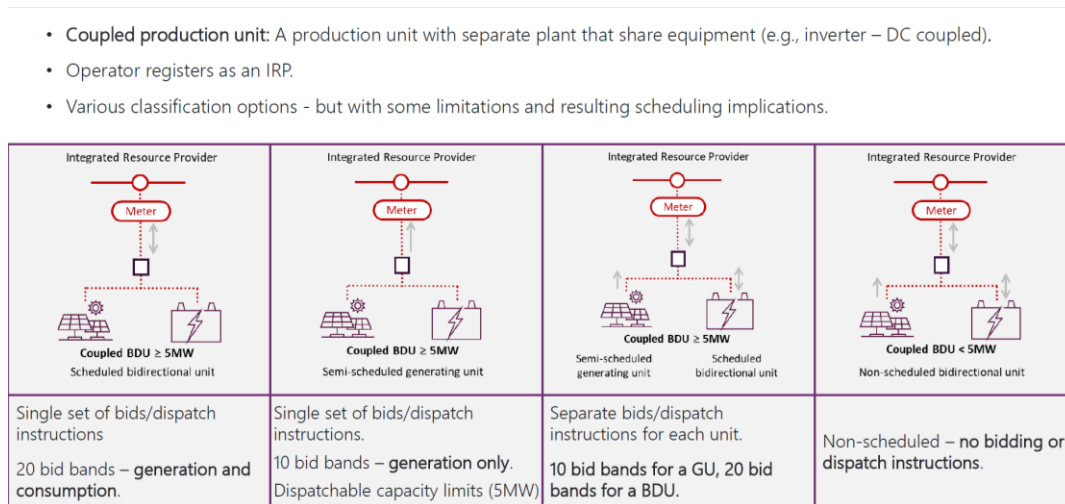 • Coupled production unit: A production unit with separate plant that share equipment (e.g., inverter – DC coupled).
• Operator registers as an IRP.
• Various classification options - but with some limitations and resulting scheduling implications.
Integrated Resource Provider
Meter
Coupled BDU ≥ 5MW
Scheduled bidirectional unit
Single set of bids/dispatch
instructions
20 bid bands – generation and
consumption.
Integrated Resource Provider
Meter
Coupled BDU ≥ 5MW
Semi-scheduled generating unit
Single set of bids/dispatch
instructions.
10 bid bands – generation only.
Dispatchable capacity limits (5MW)
Integrated Resource Provider
Meter
Coupled BDU ≥ 5MW
Semi-scheduled
generating unit
Scheduled
bidirectional unit
Separate bids/dispatch
instructions for each unit.
10 bid bands for a GU, 20 bid
bands for a BDU.
Integrated Resource Provider
Meter
Coupled BDU < 5MW
Non-scheduled bidirectional unit
Non-scheduled – no bidding or
dispatch instructions.